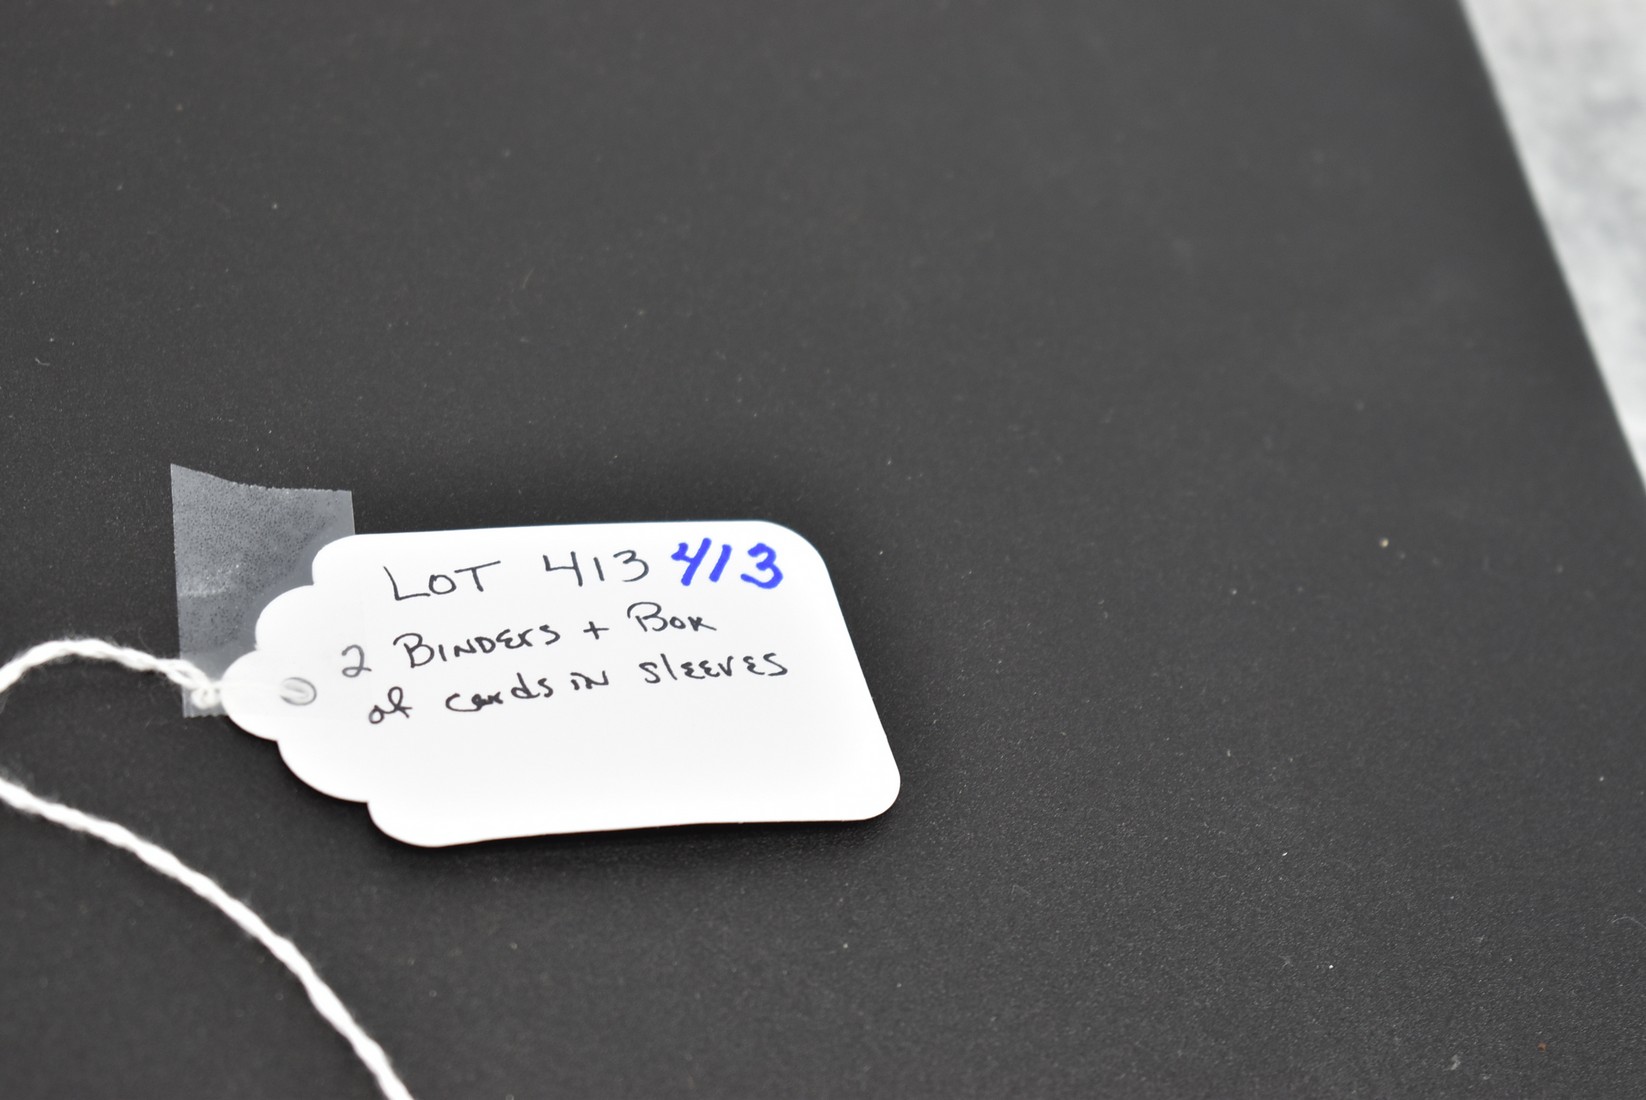 LOT 413 413
2 BINDERS + BOX
of cards in sleeves